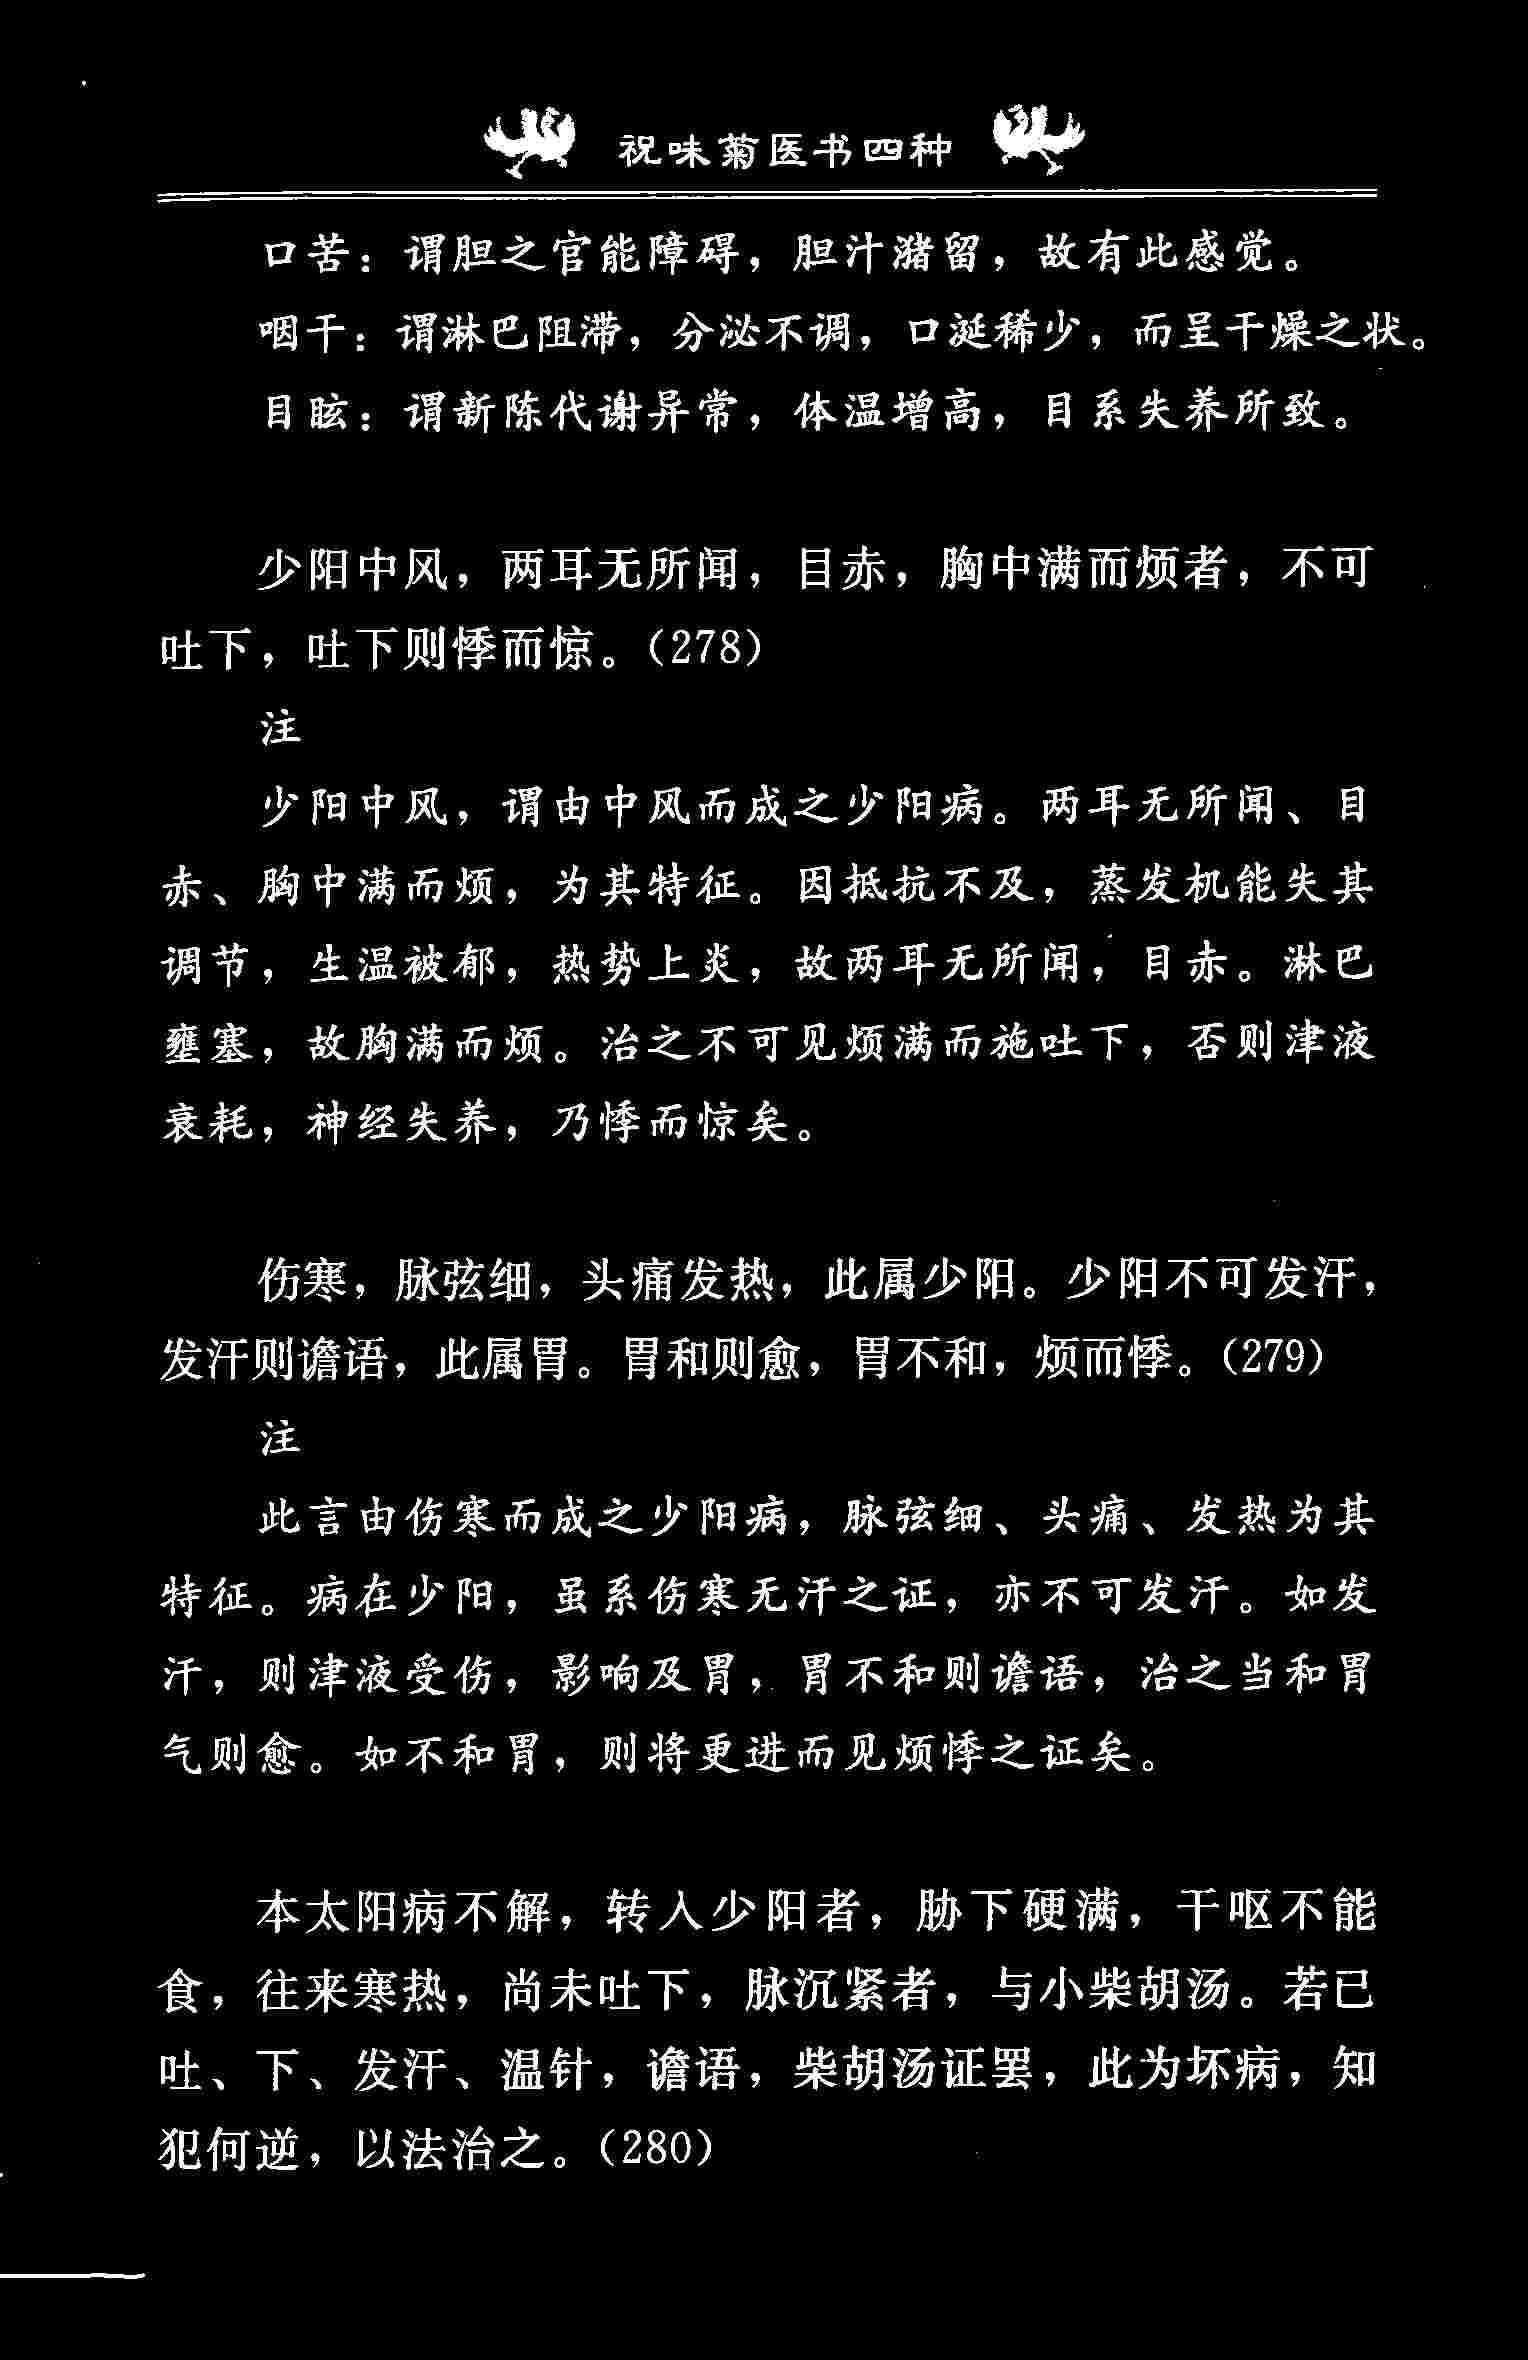 祝味菊医书四种
口苦：谓胆之官能障碍，胆汁潴留，故有此感觉。
咽干：谓淋巴阻滞，分泌不调，口涎稀少，而呈干燥之状。
目眩：谓新陈代谢异常，体温增高，目系失养所致。
少阳中风，两耳无所闻，目赤，胸中满而烦者，不可
吐下，吐下则悸而惊。（278）
注
少阳中风，谓由中风而成之少阳病。两耳无所闻、目
赤、胸中满而烦，为其特征。因抵抗不及，蒸发机能失其
调节，生温被郁，热势上炎，故两耳无所闻，目赤。淋巴
壅塞，故胸满而烦。治之不可见烦满而施吐下，否则津液
衰耗，神经失养，乃悸而惊矣。
伤寒，脉弦细，头痛发热，此属少阳。少阳不可发汗，
发汗则谵语，此属胃。胃和则愈，胃不和，烦而悸。（279）
注
此言由伤寒而成之少阳病，脉弦细、头痛、发热为其
特征。病在少阳，虽系伤寒无汗之证，亦不可发汗。如发
汗，则津液受伤，影响及胃，胃不和则谵语，治之当和胃
气则愈。如不和胃，则将更进而见烦悸之证矣。
本太阳病不解，转入少阳者，胁下硬满，干呕不能
食，往来寒热，尚未吐下，脉沉紧者，与小柴胡汤。若已
吐、下、发汗、温针，谵语，柴胡汤证罢，此为坏病，知
犯何逆，以法治之。（280）